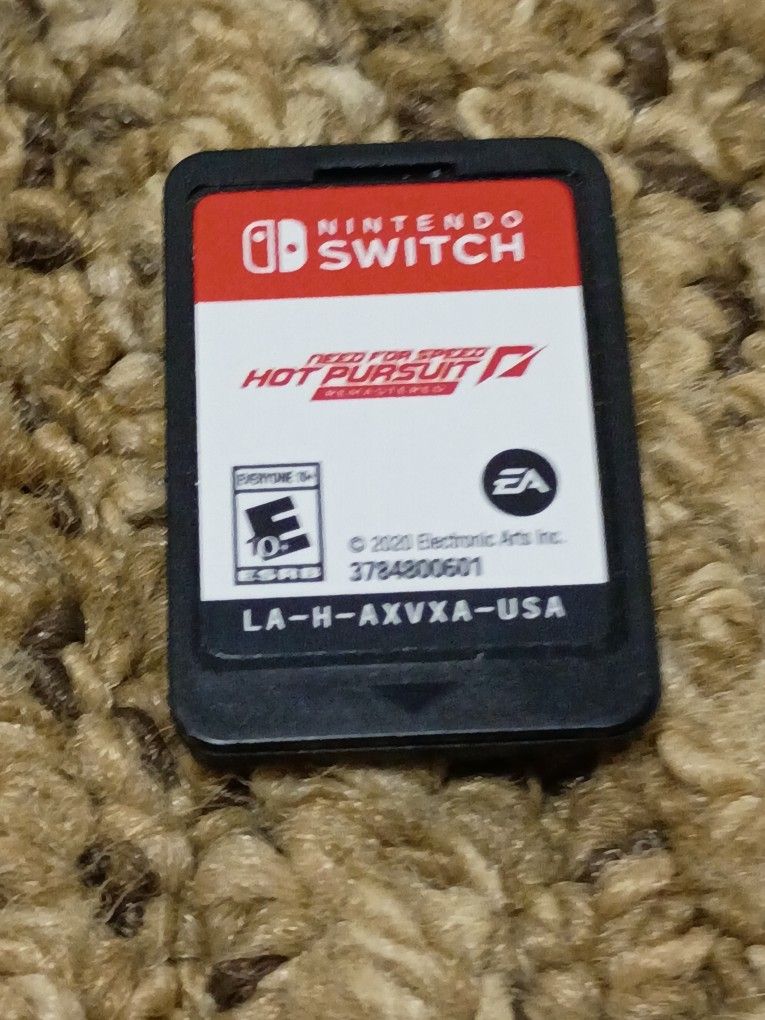 NINTENDO
SWITCH
NEED FOR SPEED
HOT PURSUIT
REMASTERED
EVERYONE 10+
E
10+
ESRB
EA
© 2020 Electronic Arts Inc.
3784800601
LA-H-AXVXA-USA